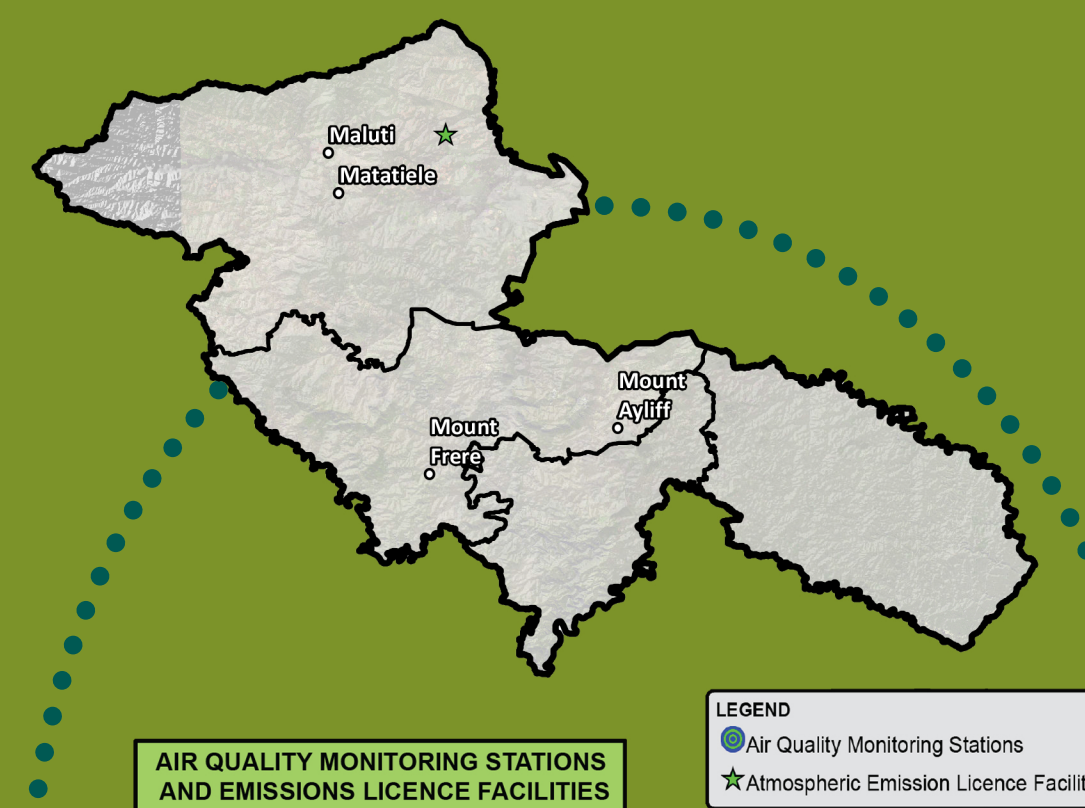 Maluti
Matatiele
Mount
Ayliff
Mount
Frere
AIR QUALITY MONITORING STATIONS
AND EMISSIONS LICENCE FACILITIES
LEGEND
Air Quality Monitoring Stations
Atmospheric Emission Licence Facilit